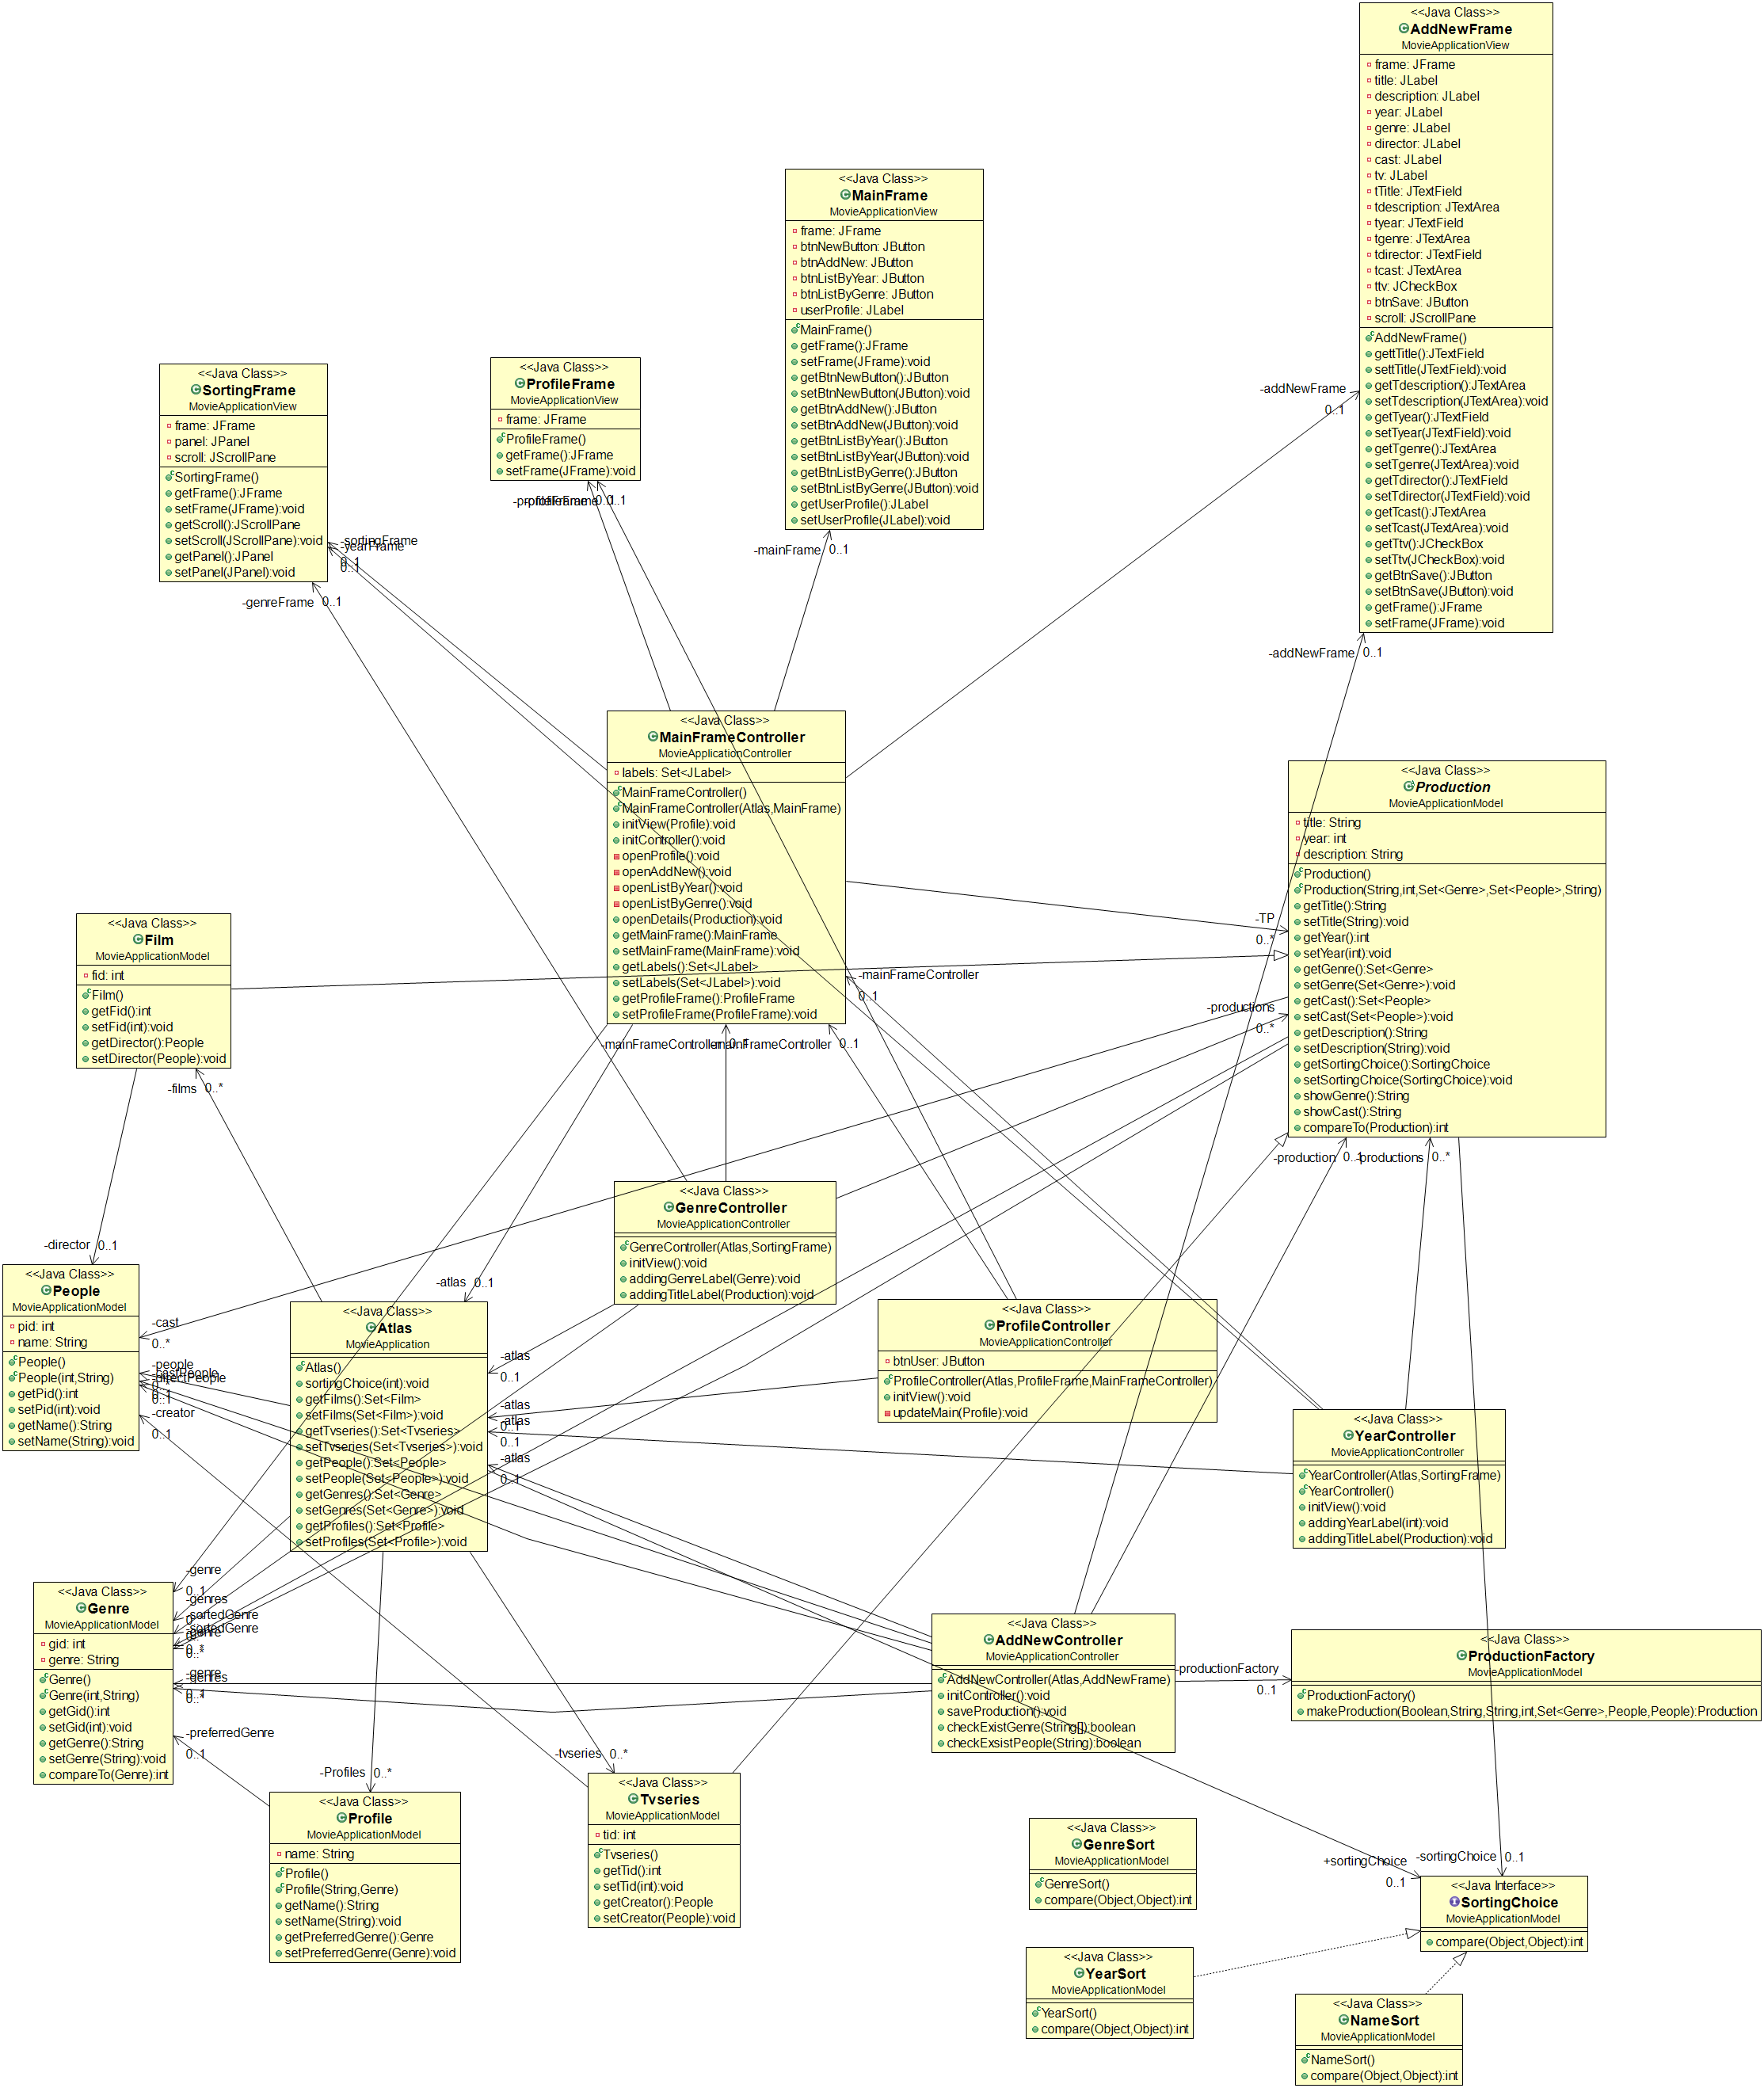 <<Java Class>>
AddNewFrame
MovieApplicationView
frame: JFrame
title: JLabel
description: JLabel
year: JLabel
genre: JLabel
director: JLabel
cast: JLabel
tv: JLabel
tTitle: JTextField
tdescription: JTextArea
tyear: JTextField
tgenre: JTextArea
tdirector: JTextField
tcast: JTextArea
ttv: JCheckBox
btnSave: JButton
scroll: JScrollPane
AddNewFrame()
gettTitle():JTextField
settTitle(JTextField):void
getTdescription():JTextArea
setTdescription(JTextArea):void
getTyear():JTextField
setTyear(JTextField):void
getTgenre():JTextArea
setTgenre(JTextArea):void
getTdirector():JTextField
setTdirector(JTextField):void
getTcast():JTextArea
setTcast(JTextArea):void
getTtv():JCheckBox
setTtv(JCheckBox):void
getBtnSave():JButton
setBtnSave(JButton):void
getFrame():JFrame
setFrame(JFrame):void
<<Java Class>>
MainFrame
MovieApplicationView
frame: JFrame
btnNewButton: JButton
btnAddNew: JButton
btnListByYear: JButton
btnListByGenre: JButton
userProfile: JLabel
MainFrame()
getFrame():JFrame
setFrame(JFrame):void
getBtnNewButton():JButton
setBtnNewButton(JButton):void
getBtnAddNew():JButton
setBtnAddNew(JButton):void
getBtnListByYear():JButton
setBtnListByYear(JButton):void
getBtnListByGenre():JButton
setBtnListByGenre(JButton):void
getUserProfile():JLabel
setUserProfile(JLabel):void
<<Java Class>>
SortingFrame
MovieApplicationView
frame: JFrame
panel: JPanel
scroll: JScrollPane
SortingFrame()
getFrame():JFrame
setFrame(JFrame):void
getScroll():JScrollPane
setScroll(JScrollPane):void
getPanel():JPanel
setPanel(JPanel):void
<<Java Class>>
ProfileFrame
MovieApplicationView
frame: JFrame
ProfileFrame()
getFrame():JFrame
setFrame(JFrame):void
-addNewFrame
0..1
-profileFrame
0..1
-sortingFrame
-yearFrame
0..1
0..1
-mainFrame 0..1
-genreFrame 0..1
-addNewFrame 0..1
<<Java Class>>
MainFrameController
MovieApplicationController
labels: Set<JLabel>
MainFrameController()
MainFrameController(Atlas,MainFrame)
initView(Profile):void
initController():void
openProfile():void
openAddNew():void
openListByYear():void
openListByGenre():void
openDetails(Production):void
getMainFrame():MainFrame
setMainFrame(MainFrame):void
getLabels():Set<JLabel>
setLabels(Set<JLabel>):void
getProfileFrame():ProfileFrame
setProfileFrame(ProfileFrame):void
<<Java Class>>
Production
MovieApplicationModel
title: String
year: int
description: String
Production()
Production(String,int,Set<Genre>,Set<People>,String)
getTitle():String
setTitle(String):void
getYear():int
setYear(int):void
getGenre():Set<Genre>
setGenre(Set<Genre>):void
getCast():Set<People>
setCast(Set<People>):void
getDescription():String
setDescription(String):void
getSortingChoice():SortingChoice
setSortingChoice(SortingChoice):void
showGenre():String
showCast():String
compareTo(Production):int
<<Java Class>>
Film
MovieApplicationModel
fid: int
Film()
getFid():int
setFid(int):void
getDirector():People
setDirector(People):void
-TP
0..*
-mainFrameController
0..1
-productions
0..*
-mainFrameController 0..1
-mainFrameController 0..1
-films 0..*
-production 0..1
-productions 0..*
-director 0..1
<<Java Class>>
GenreController
MovieApplicationController
GenreController(Atlas,SortingFrame)
initView():void
addingGenreLabel(Genre):void
addingTitleLabel(Production):void
-atlas 0..1
<<Java Class>>
People
MovieApplicationModel
pid: int
name: String
People()
People(int,String)
getPid():int
setPid(int):void
getName():String
setName(String):void
-cast
0..*
-people
-castPeople
-directPeople
0..1
-creator
0..1
<<Java Class>>
Atlas
MovieApplication
Atlas()
sortingChoice(int):void
getFilms():Set<Film>
setFilms(Set<Film>):void
getTvseries():Set<Tvseries>
setTvseries(Set<Tvseries>):void
getPeople():Set<People>
setPeople(Set<People>):void
getGenres():Set<Genre>
setGenres(Set<Genre>):void
getProfiles():Set<Profile>
setProfiles(Set<Profile>):void
-atlas
0..1
-atlas
0..1
-atlas
0..1
-atlas
0..1
<<Java Class>>
ProfileController
MovieApplicationController
btnUser: JButton
ProfileController(Atlas,ProfileFrame,MainFrameController)
initView():void
updateMain(Profile):void
<<Java Class>>
YearController
MovieApplicationController
YearController(Atlas,SortingFrame)
YearController()
initView():void
addingYearLabel(int):void
addingTitleLabel(Production):void
<<Java Class>>
Genre
MovieApplicationModel
gid: int
genre: String
Genre()
Genre(int,String)
getGid():int
setGid(int):void
getGenre():String
setGenre(String):void
compareTo(Genre):int
-genre
0..1
-genres
-sortedGenre
-sortedGenre
-genre
0..*
-genre
-genres
0..1
0..*
-preferredGenre
0..1
<<Java Class>>
AddNewController
MovieApplicationController
AddNewController(Atlas,AddNewFrame)
initController():void
saveProduction():void
checkExistGenre(String[]):boolean
checkExsistPeople(String):boolean
-productionFactory
0..1
<<Java Class>>
ProductionFactory
MovieApplicationModel
ProductionFactory()
makeProduction(Boolean,String,String,int,Set<Genre>,People,People):Production
-Profiles 0..*
-tvseries 0..*
<<Java Class>>
Profile
MovieApplicationModel
name: String
Profile()
Profile(String,Genre)
getName():String
setName(String):void
getPreferredGenre():Genre
setPreferredGenre(Genre):void
<<Java Class>>
Tvseries
MovieApplicationModel
tid: int
Tvseries()
getTid():int
setTid(int):void
getCreator():People
setCreator(People):void
<<Java Class>>
GenreSort
MovieApplicationModel
GenreSort()
compare(Object,Object):int
+sortingChoice
0..1
-sortingChoice 0..1
<<Java Interface>>
SortingChoice
MovieApplicationModel
compare(Object,Object):int
<<Java Class>>
YearSort
MovieApplicationModel
YearSort()
compare(Object,Object):int
<<Java Class>>
NameSort
MovieApplicationModel
NameSort()
compare(Object,Object):int